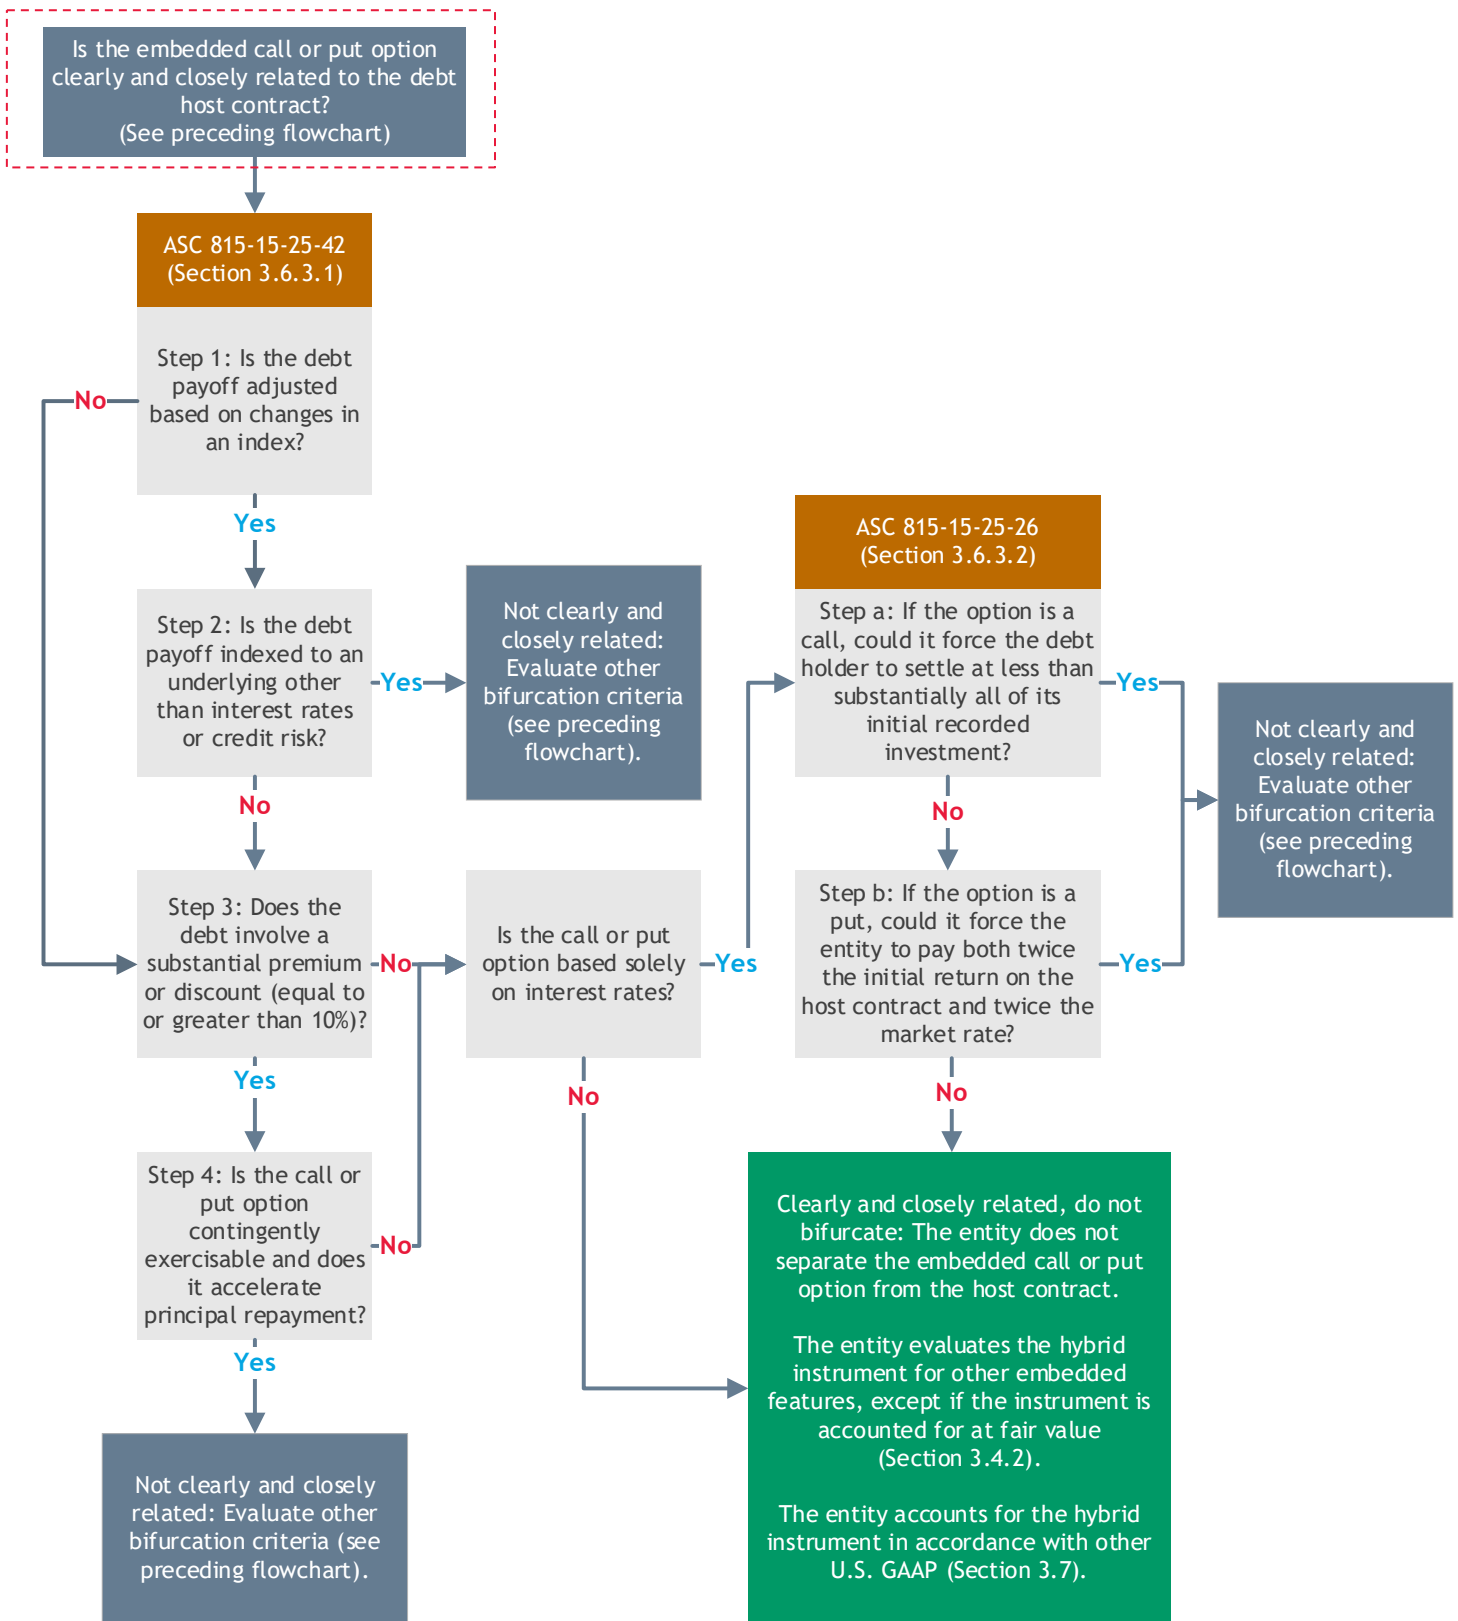 Is the embedded call or put option
clearly and closely related to the debt
host contract?
(See preceding flowchart)
ASC 815-15-25-42
(Section 3.6.3.1)
Step 1: Is the debt
payoff adjusted
based on changes in
an index?
No
Yes
Step 2: Is the debt
payoff indexed to an
underlying other
than interest rates
or credit risk?
Yes
Not clearly and
closely related:
Evaluate other
bifurcation criteria
(see preceding
flowchart).
No
Step 3: Does the
debt involve a
substantial premium
or discount (equal to
or greater than 10%)?
No
Yes
Step 4: Is the call or
put option
contingently
exercisable and does
it accelerate
principal repayment?
No
Yes
Not clearly and closely
related: Evaluate other
bifurcation criteria (see
preceding flowchart).
Is the call or put
option based solely
on interest rates?
Yes
No
ASC 815-15-25-26
(Section 3.6.3.2)
Step a: If the option is a
call, could it force the debt
holder to settle at less than
substantially all of its
initial recorded
investment?
Yes
No
Step b: If the option is a
put, could it force the
entity to pay both twice
the initial return on the
host contract and twice the
market rate?
Yes
No
Not clearly and
closely related:
Evaluate other
bifurcation criteria
(see preceding
flowchart).
Clearly and closely related, do not
bifurcate: The entity does not
separate the embedded call or put
option from the host contract.
The entity evaluates the hybrid
instrument for other embedded
features, except if the instrument is
accounted for at fair value
(Section 3.4.2).
The entity accounts for the hybrid
instrument in accordance with other
U.S. GAAP (Section 3.7).